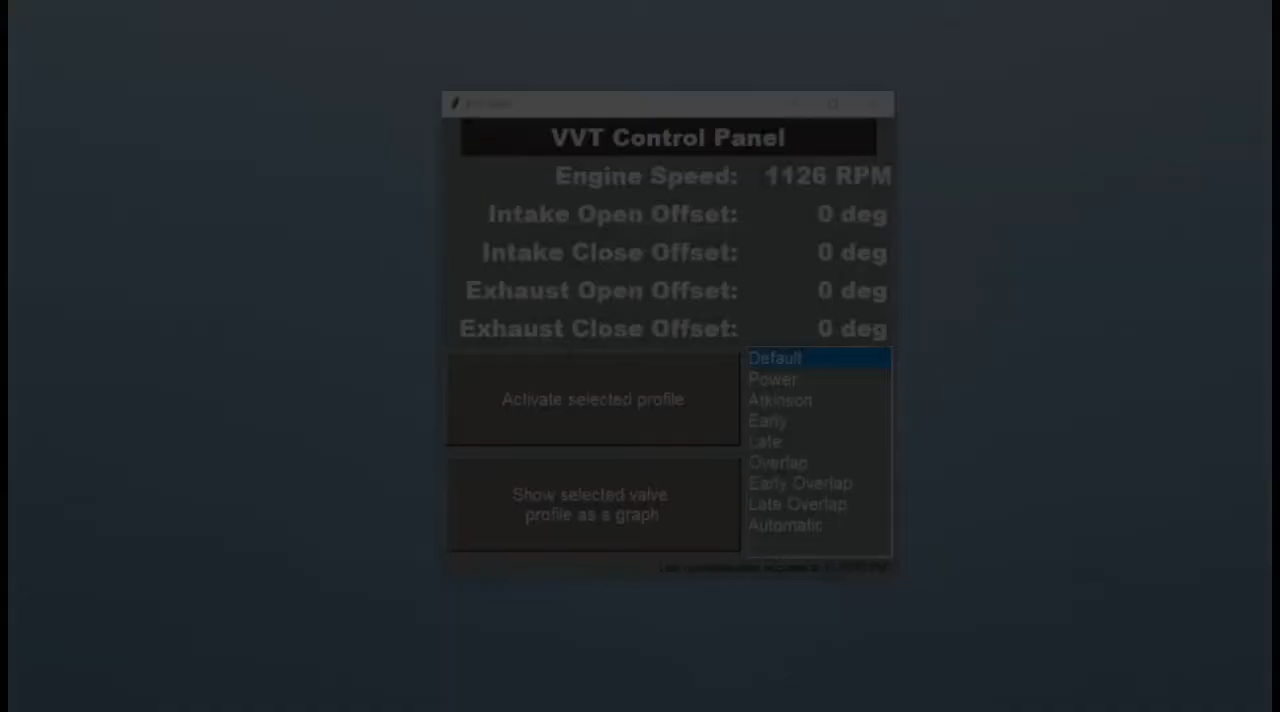 VVT Control Panel
Engine Speed: 1126 RPM
Intake Open Offset: 0 deg
Intake Close Offset: 0 deg
Exhaust Open Offset: 0 deg
Exhaust Close Offset: 0 deg
Activate selected profile
Show selected valve
profile as a graph
Default
Power
Atkinson
Early
Late
Overlap
Early Overlap
Late Overlap
Automatic